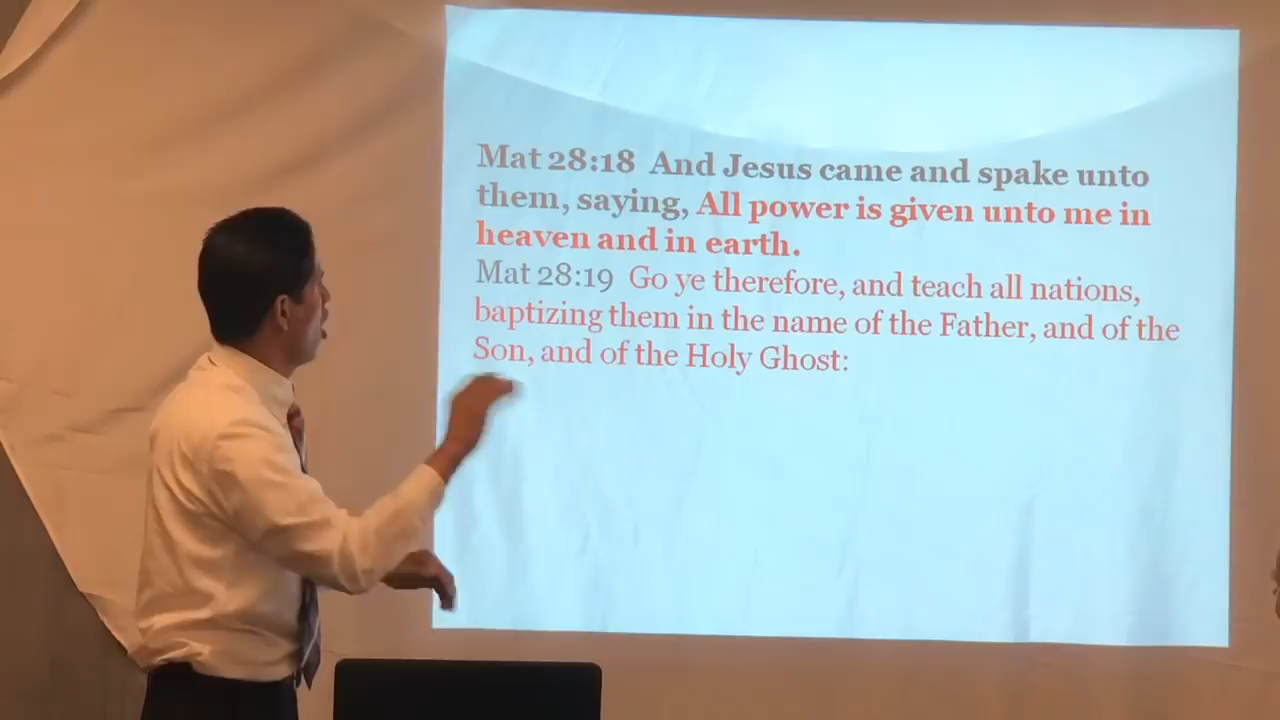 Mat 28:18 And Jesus came and spake unto
them, saying, All power is given unto me in
heaven and in earth.
Mat 28:19 Go ye therefore, and teach all nations,
baptizing them in the name of the Father, and of the
Son, and of the Holy Ghost: